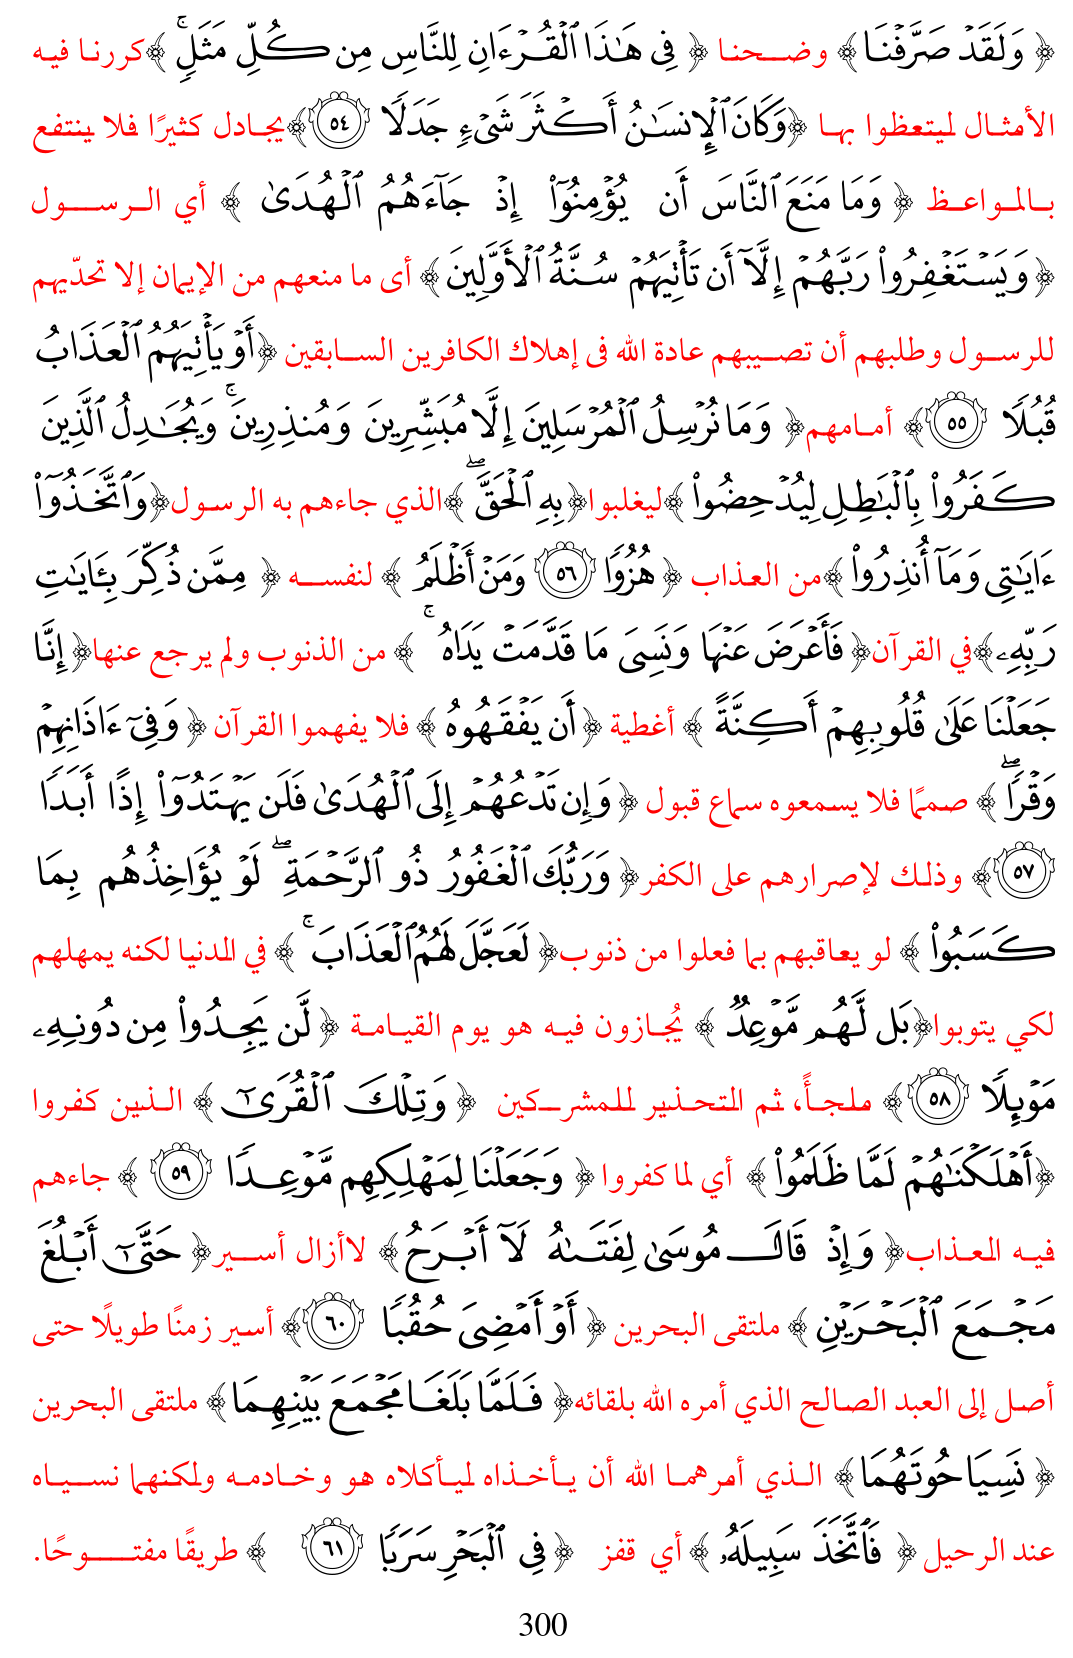 ﴿ وَلَقَدۡ صَرَّفۡنَا﴾ وضحنا ﴿ فِي هَٰذَا ٱلۡقُرۡءَانِ لِلنَّاسِ مِن كُلِّ مَثَلٖۚ ﴾كررنا فيه
الأمثال ليتعظوا بها ﴿وَكَانَ ٱلۡإِنسَٰنُ أَكۡثَرَ شَيۡءٖ جَدَلٗا ٥٤﴾يجادل كثيرًا فلا ينتفع
بالمواعظ ﴿ وَمَا مَنَعَ ٱلنَّاسَ أَن يُؤۡمِنُوٓاْ إِذۡ جَآءَهُمُ ٱلۡهُدَىٰ ﴾ أي الرسول
﴿وَيَسۡتَغۡفِرُواْ رَبَّهُمۡ إِلَّآ أَن تَأۡتِيَهُمۡ سُنَّةُ ٱلۡأَوَّلِينَ﴾ أى ما منعهم من الإيمان إلا تحدّيهم
للرسول وطلبهم أن تصيبهم عادة الله فى إهلاك الكافرين السابقين ﴿أَوۡ يَأۡتِيَهُمُ ٱلۡعَذَابُ
قُبُلٗا ٥٥﴾ أمامهم﴿ وَمَا نُرۡسِلُ ٱلۡمُرۡسَلِينَ إِلَّا مُبَشِّرِينَ وَمُنذِرِينَۚ وَيُجَٰدِلُ ٱلَّذِينَ
كَفَرُواْ بِٱلۡبَٰطِلِ لِيُدۡحِضُواْ ﴾ليغلبوا﴿بِهِ ٱلۡحَقَّۖ ﴾الذي جاءهم به الرسول﴿وَٱتَّخَذُوٓاْ
ءَايَٰتِي وَمَآ أُنذِرُواْ ﴾من العذاب ﴿ هُزُوٗا ٥٦ وَمَنۡ أَظۡلَمُ ﴾ لنفسه ﴿ مِمَّن ذُكِّرَ بِـَٔايَٰتِ
رَبِّهِۦ﴾في القرآن﴿ فَأَعۡرَضَ عَنۡهَا وَنَسِيَ مَا قَدَّمَتۡ يَدَاهُۚ ﴾ من الذنوب ولم يرجع عنها﴿ إِنَّا
جَعَلۡنَا عَلَىٰ قُلُوبِهِمۡ أَكِنَّةً ﴾ أغطية ﴿ أَن يَفۡقَهُوهُ ﴾ فلا يفهموا القرآن ﴿ وَفِيٓ ءَاذَانِهِمۡ
وَقۡرٗاۖ ﴾ صممًا فلا يسمعوه سماع قبول ﴿ وَإِن تَدۡعُهُمۡ إِلَى ٱلۡهُدَىٰ فَلَن يَهۡتَدُوٓاْ إِذًا أَبَدٗا
٥٧﴾ وذلك لإصرارهم على الكفر﴿ وَرَبُّكَ ٱلۡغَفُورُ ذُو ٱلرَّحۡمَةِۖ لَوۡ يُؤَاخِذُهُم بِمَا
كَسَبُواْ ﴾ لو يعاقبهم بما فعلوا من ذنوب﴿ لَعَجَّلَ لَهُمُ ٱلۡعَذَابَۚ ﴾ في الدنيا لكنه يمهلهم
لكي يتوبوا﴿بَل لَّهُم مَّوۡعِدٞ ﴾ يُجازون فيه هو يوم القيامة ﴿ لَّن يَجِدُواْ مِن دُونِهِۦ
مَوۡئِلٗا ٥٨﴾ ملجأً، ثم التحذير للمشركين ﴿ وَتِلۡكَ ٱلۡقُرَىٰٓ ﴾ الذين كفروا
﴿أَهۡلَكۡنَٰهُمۡ لَمَّا ظَلَمُواْ ﴾ أي لما كفروا ﴿ وَجَعَلۡنَا لِمَهۡلِكِهِم مَّوۡعِدٗا ٥٩ ﴾ جاءهم
فيه العذاب﴿ وَإِذۡ قَالَ مُوسَىٰ لِفَتَىٰهُ لَآ أَبۡرَحُ﴾ لاأزال أسير﴿ حَتَّىٰٓ أَبۡلُغَ
مَجۡمَعَ ٱلۡبَحۡرَيۡنِ ﴾ ملتقى البحرين ﴿ أَوۡ أَمۡضِيَ حُقُبٗا ٦٠﴾ أسير زمنًا طويلًا حتى
أصل إلى العبد الصالح الذي أمره الله بلقائه﴿ فَلَمَّا بَلَغَا مَجۡمَعَ بَيۡنِهِمَا﴾ ملتقى البحرين
﴿ نَسِيَا حُوتَهُمَا﴾ الذي أمرهما الله أن يأخذاه ليأكلاه هو وخادمه ولمكنهما نسياه
عند الرحيل ﴿ فَٱتَّخَذَ سَبِيلَهُۥ ﴾ أي قفز ﴿ فِي ٱلۡبَحۡرِ سَرَبٗا ٦١ ﴾ طريقًا مفتوحًا.
300